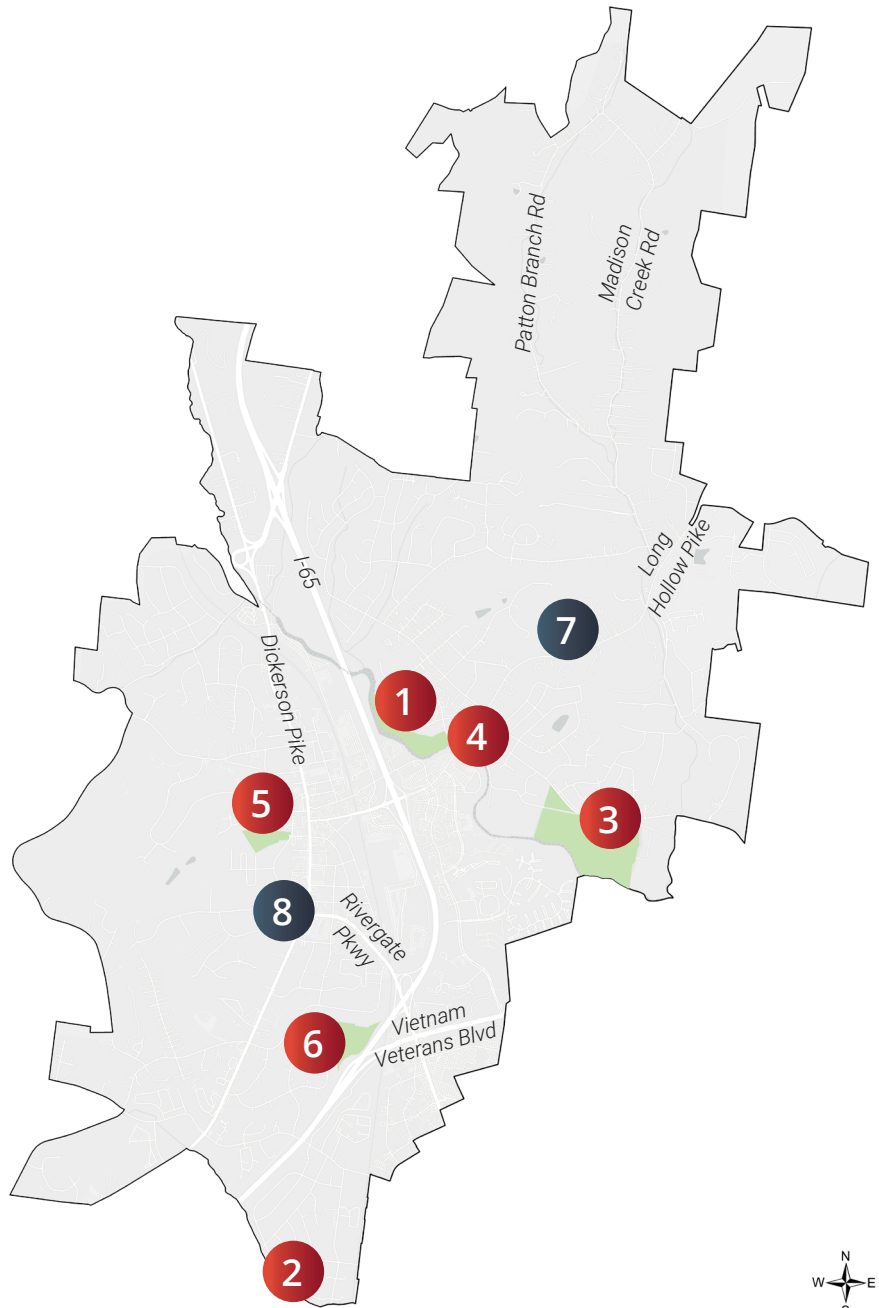 Patton Branch Rd
Madison
Creek Rd
Long
Hollow Pike
I-65
7
Dickerson Pike
1
4
5
3
8
Rivergate
Pkwy
Vietnam
Veterans Blvd
6
N
W
E
2